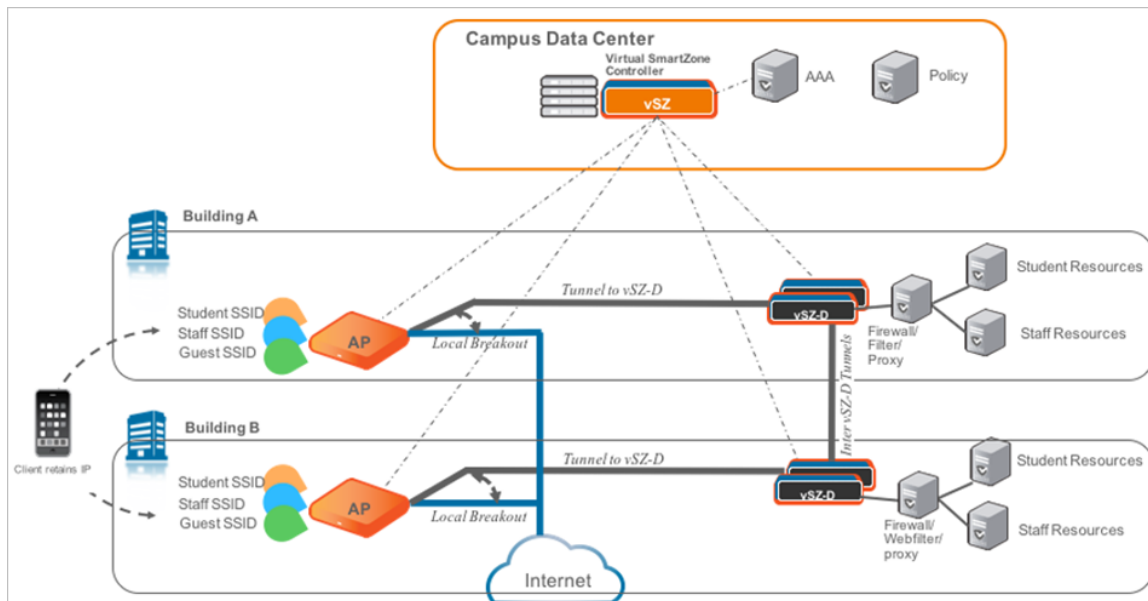 Campus Data Center
Virtual SmartZone
Controller
vSZ
AAA
Policy
Building A
Student SSID
Staff SSID
Guest SSID
AP
Tunnel to vSZ-D
Local Breakout
vSZ-D
Firewall/
Filter/
Proxy
Student Resources
Staff Resources
Inter vSZ-D Tunnels
Client retains IP
Building B
Student SSID
Staff SSID
Guest SSID
AP
Tunnel to vSZ-D
Local Breakout
vSZ-D
Firewall/
Webfilter/
proxy
Student Resources
Staff Resources
Internet